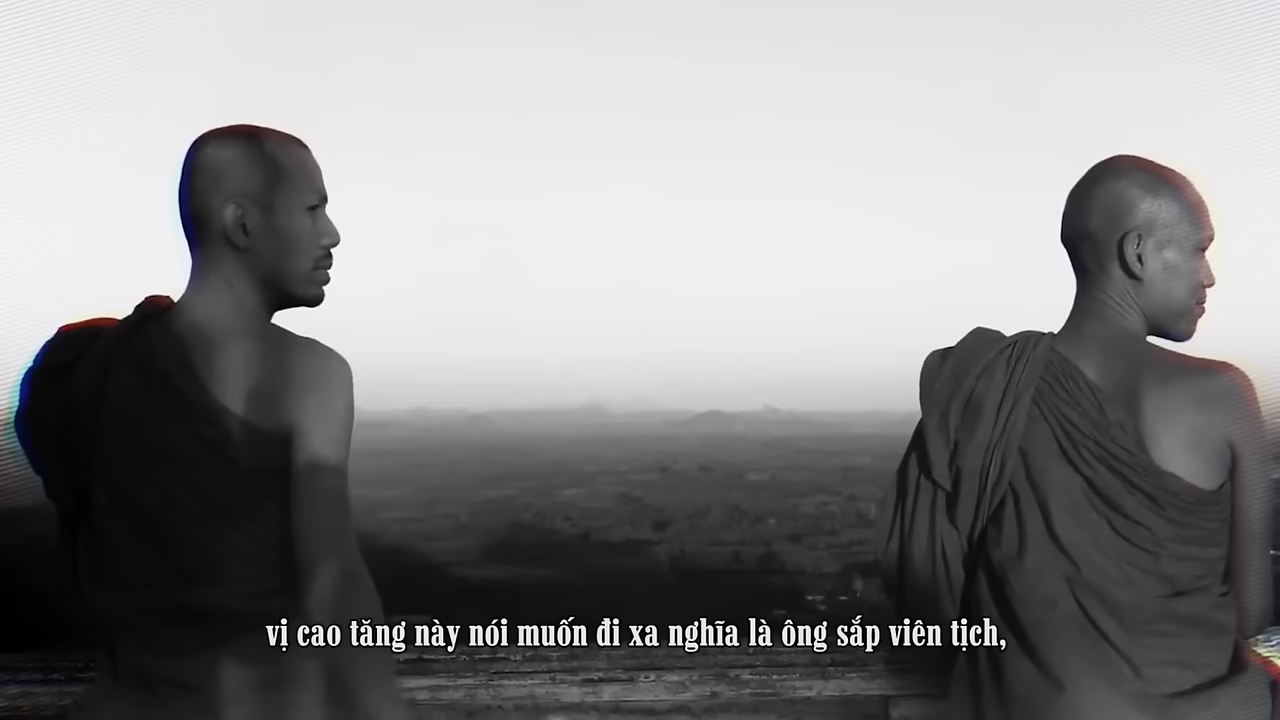 vị cao tăng này nói muốn đi xa nghĩa là ông sắp viên tịch,